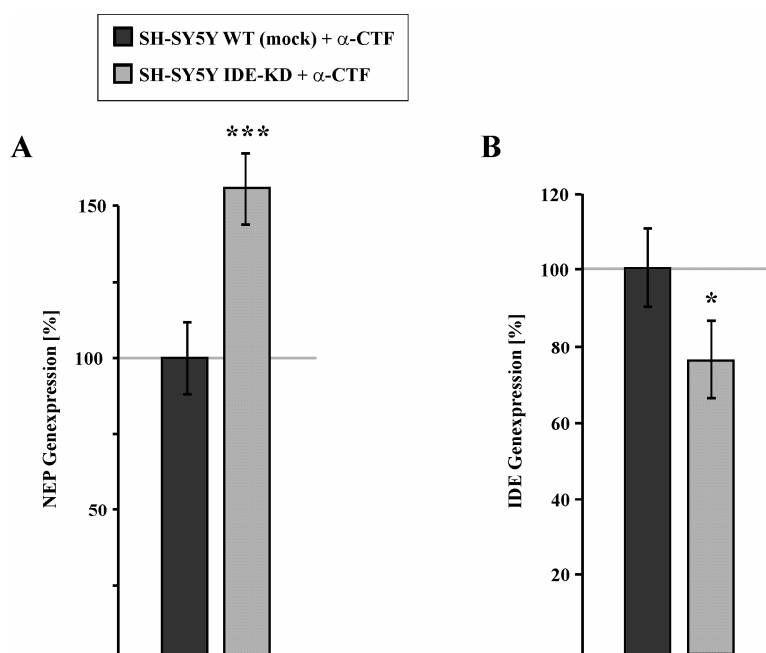 SH-SY5Y WT (mock) + α-CTF
SH-SY5Y IDE-KD + α-CTF
A
***
150
100
50
NEP Genexpression [%]
B
120
100
80
60
40
20
*
IDE Genexpression [%]